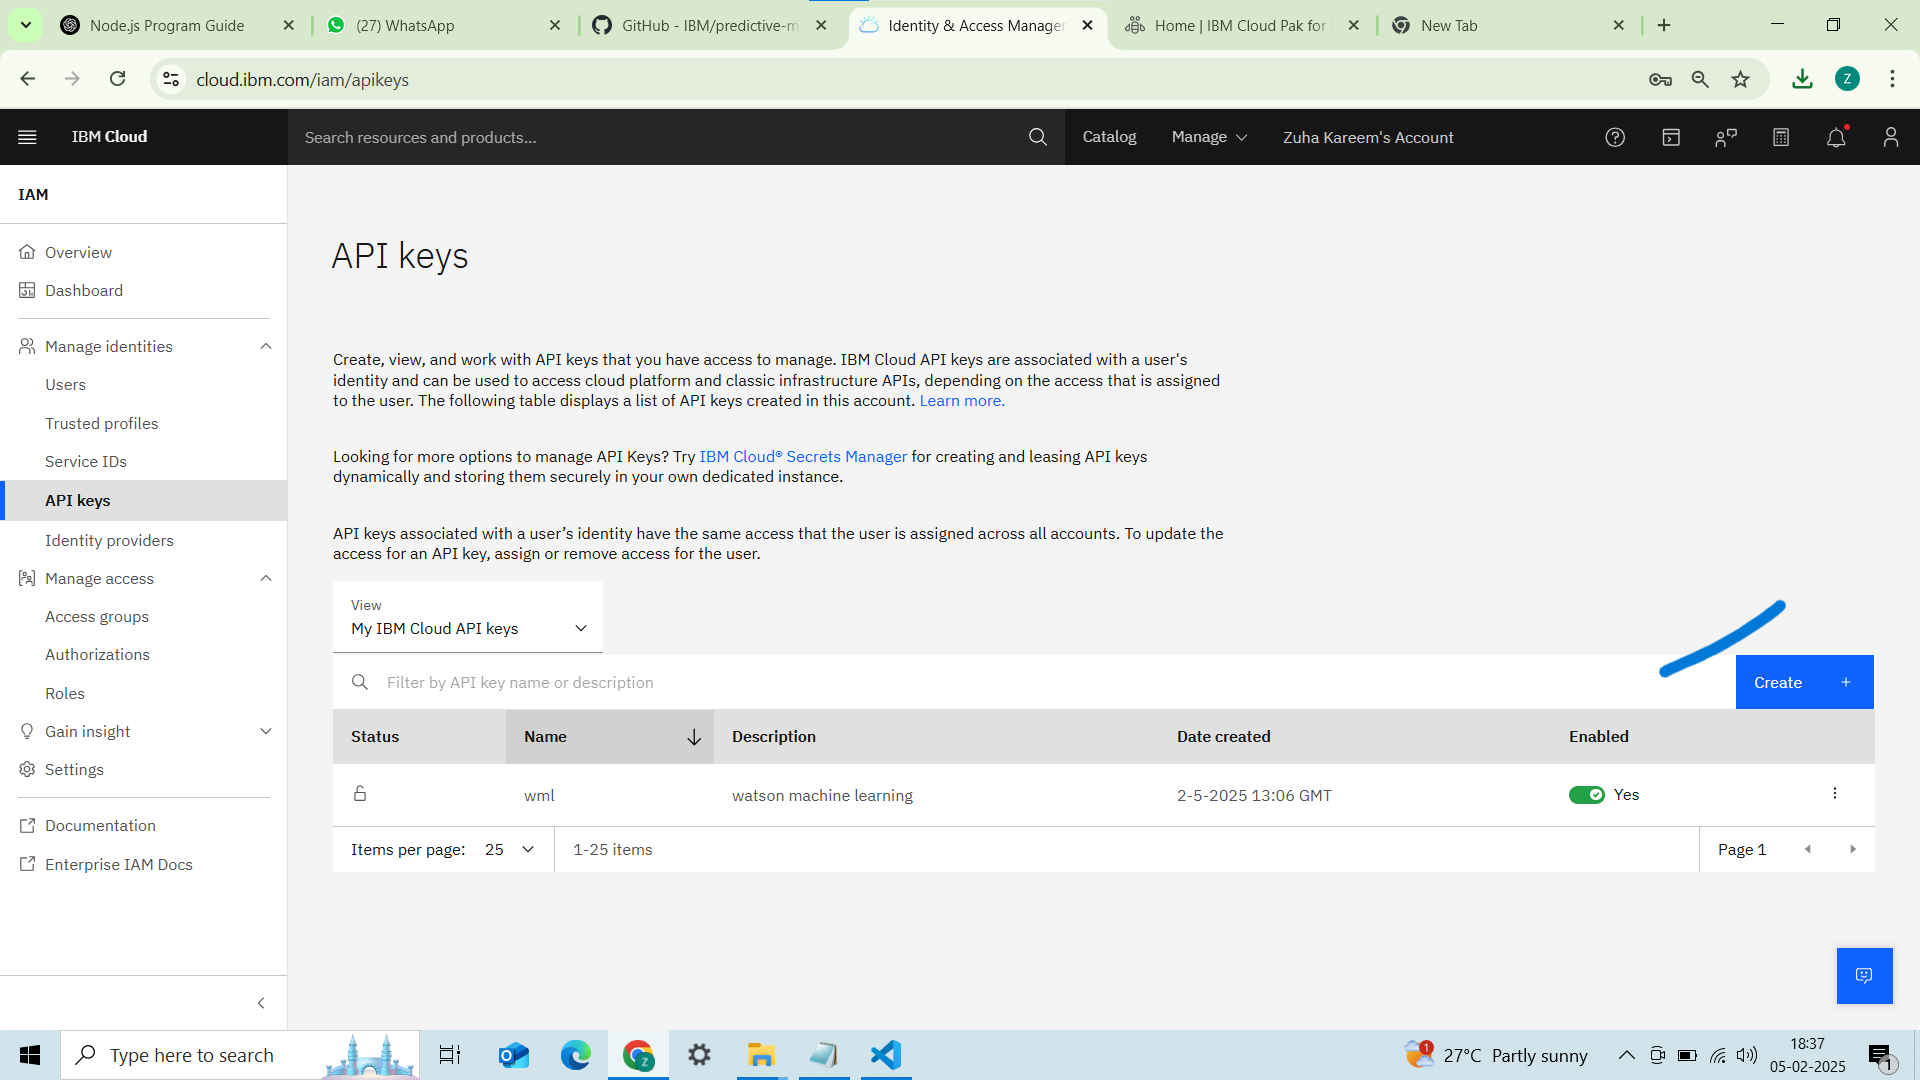 Node.js Program Guide
(27) WhatsApp
GitHub - IBM/predictive-m
Identity & Access Manager
Home | IBM Cloud Pak for
New Tab
cloud.ibm.com/iam/apikeys
Z
IBM Cloud
Search resources and products...
Catalog
Manage
Zuha Kareem's Account
IAM
Overview
Dashboard
Manage identities
Users
Trusted profiles
Service IDs
API keys
Identity providers
Manage access
Access groups
Authorizations
Roles
Gain insight
Settings
Documentation
Enterprise IAM Docs
API keys
Create, view, and work with API keys that you have access to manage. IBM Cloud API keys are associated with a user's
identity and can be used to access cloud platform and classic infrastructure APIs, depending on the access that is assigned
to the user. The following table displays a list of API keys created in this account. Learn more.
Looking for more options to manage API Keys? Try IBM Cloud® Secrets Manager for creating and leasing API keys
dynamically and storing them securely in your own dedicated instance.
API keys associated with a user’s identity have the same access that the user is assigned across all accounts. To update the
access for an API key, assign or remove access for the user.
View
My IBM Cloud API keys
Filter by API key name or description
Create +
Status Name Description Date created Enabled
wml watson machine learning 2-5-2025 13:06 GMT Yes
Items per page: 25 1-25 items Page 1
Type here to search
Z
1
27°C Partly sunny
18:37
05-02-2025
1